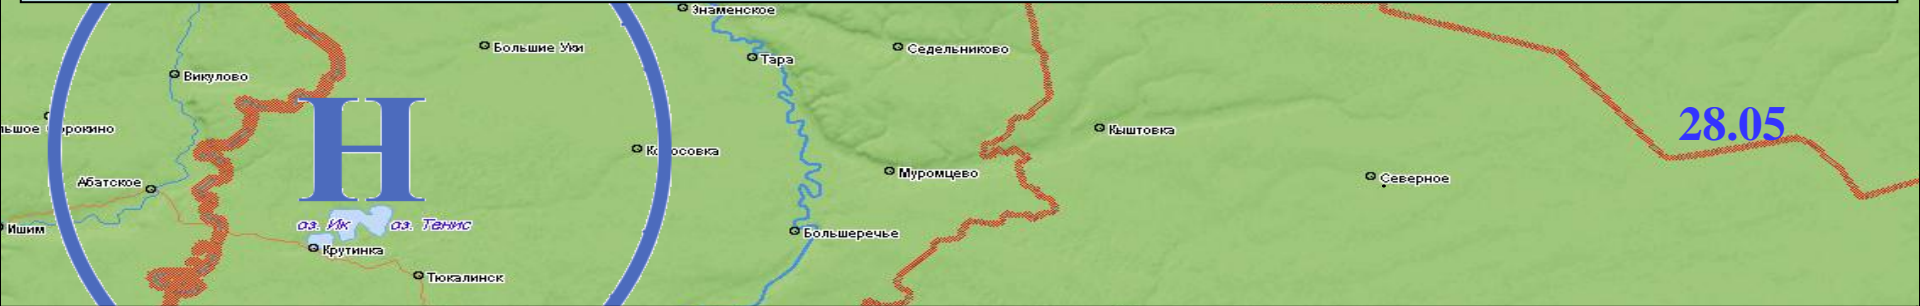 Знаменское
Большие Уки
Седельниково
Тара
Викулово
28.05
Н
Кыштовка
Колосовка
Муромцево
Северное
Абатское
оз. Ик
оз. Тенис
Ишим
Большеречье
Крутинка
Тюкалинск